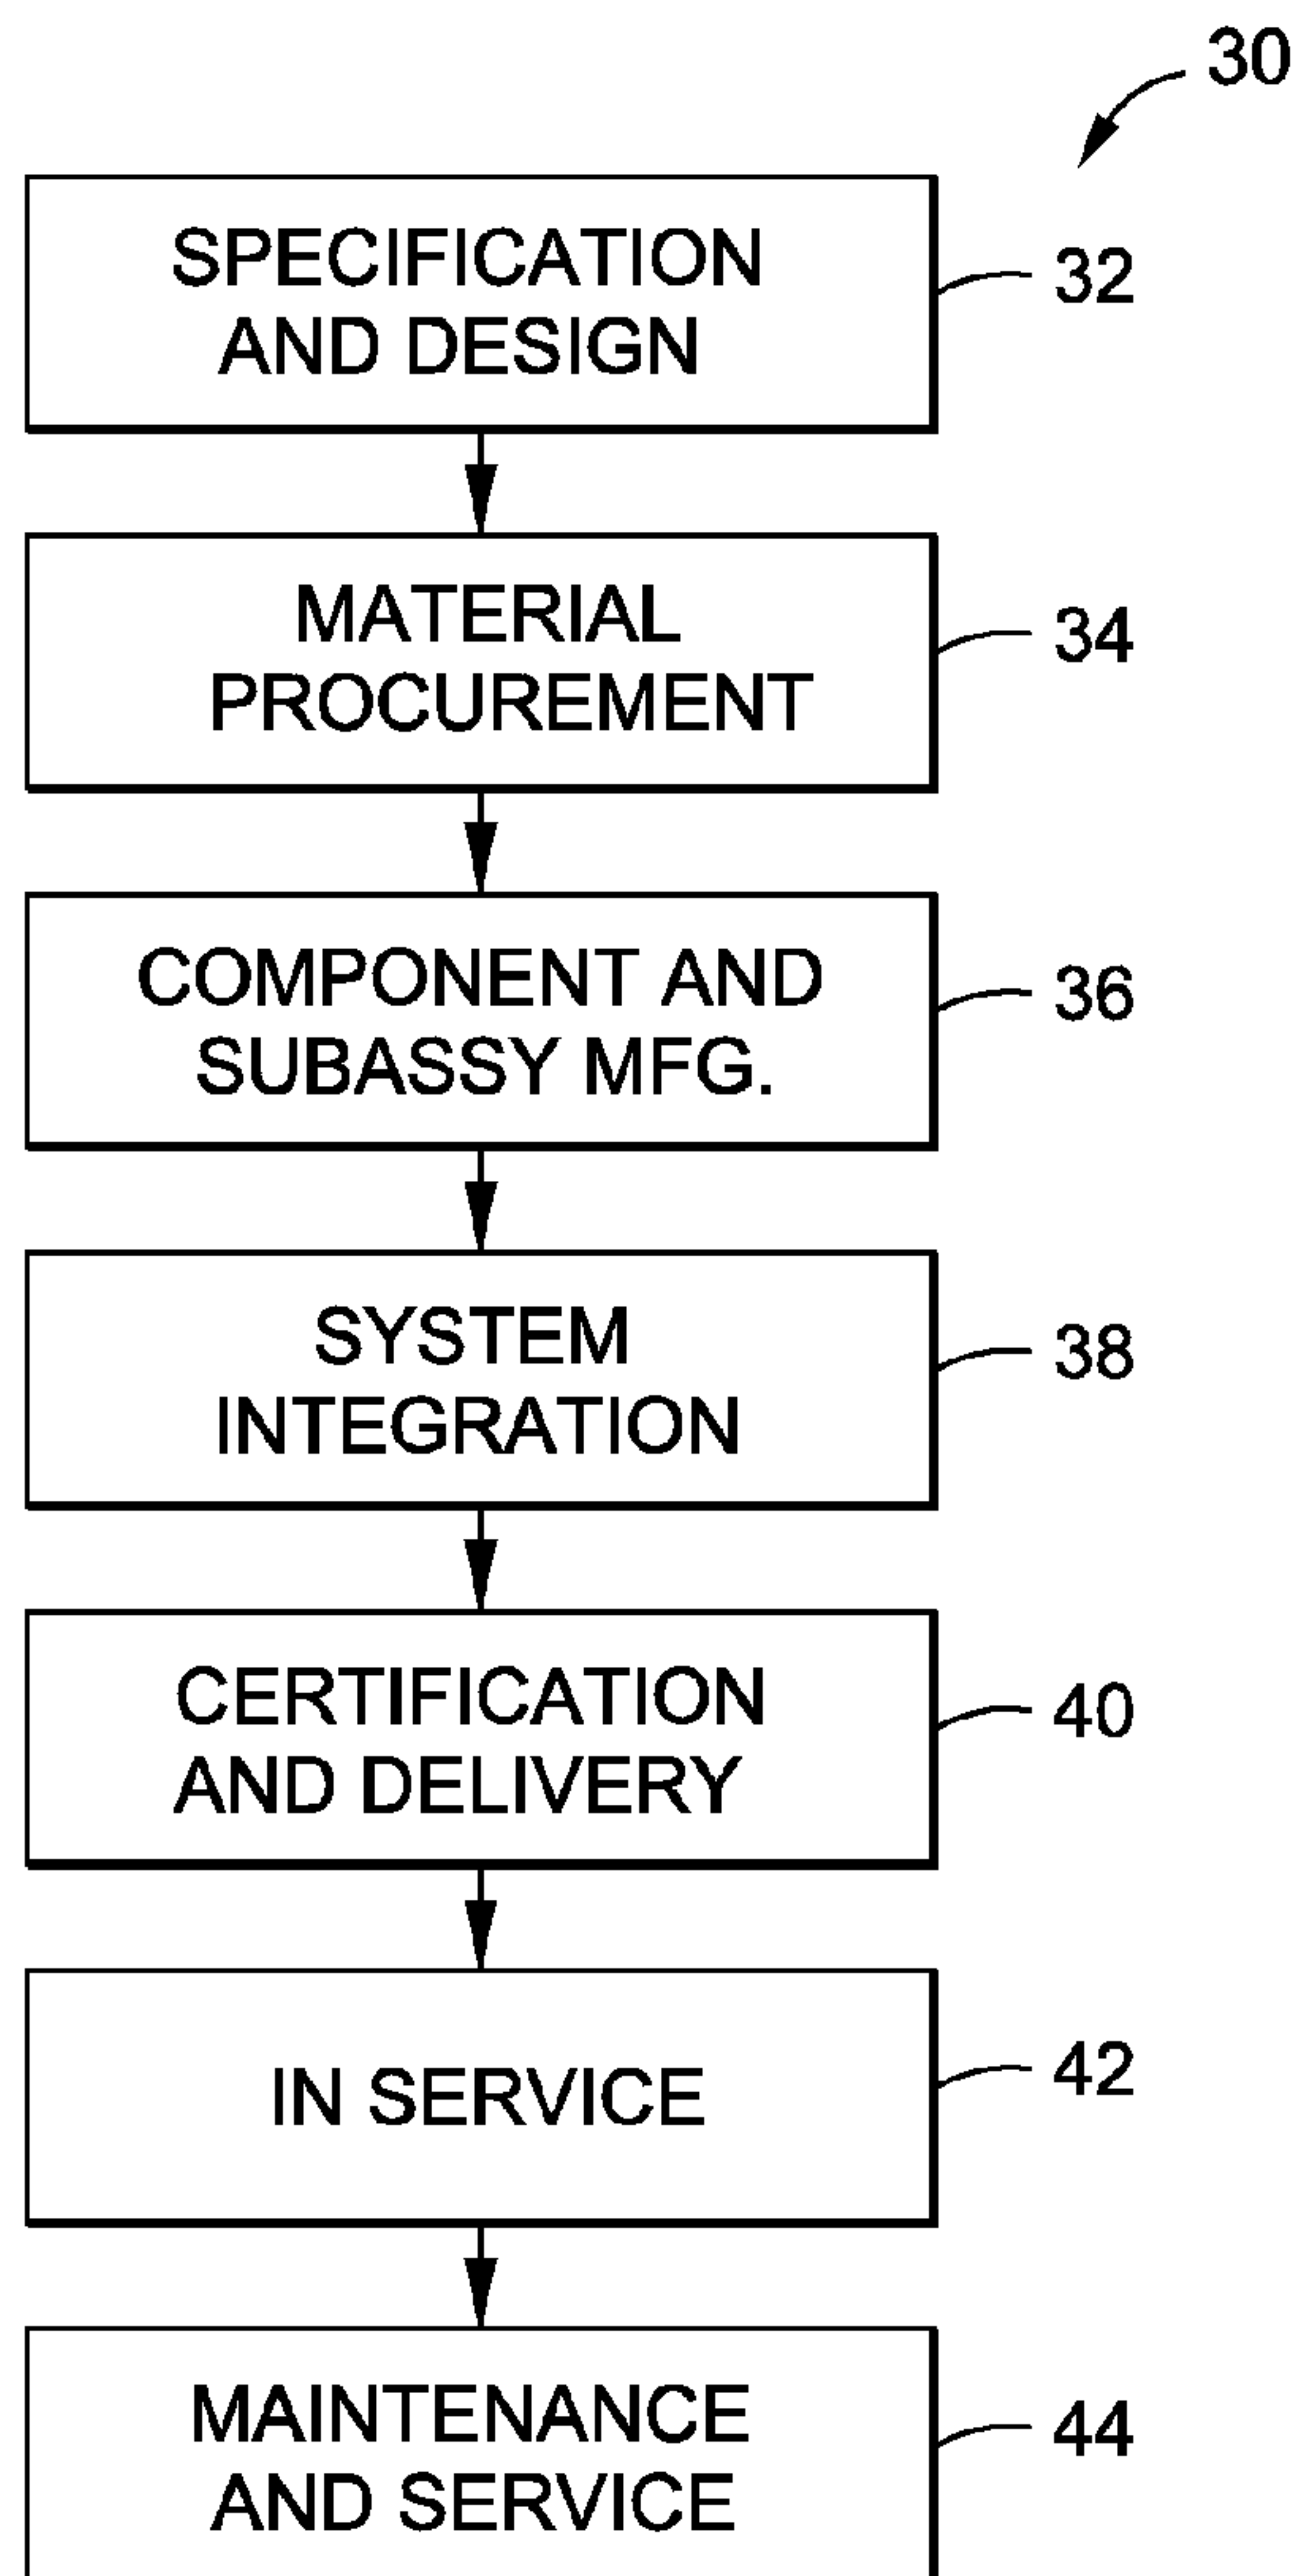 30
SPECIFICATION
AND DESIGN
32
MATERIAL
PROCUREMENT
34
COMPONENT AND
SUBASSY MFG.
36
SYSTEM
INTEGRATION
38
CERTIFICATION
AND DELIVERY
40
IN SERVICE
42
MAINTENANCE
AND SERVICE
44